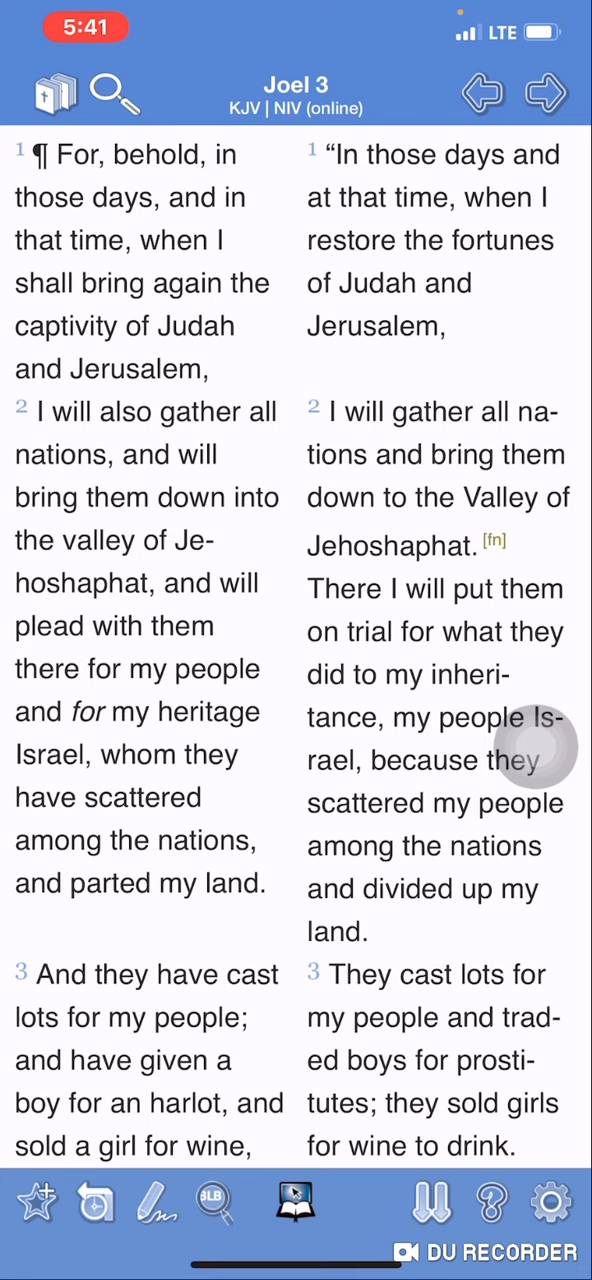 5:41
LTE
Joel 3
KJV | NIV (online)
1 ¶ For, behold, in
those days, and in
that time, when I
shall bring again the
captivity of Judah
and Jerusalem,
2 I will also gather all
nations, and will
bring them down into
the valley of Je-
hoshaphat, and will
plead with them
there for my people
and for my heritage
Israel, whom they
have scattered
among the nations,
and parted my land.
3 And they have cast
lots for my people;
and have given a
boy for an harlot, and
sold a girl for wine,
1 “In those days and
at that time, when I
restore the fortunes
of Judah and
Jerusalem,
2 I will gather all na-
tions and bring them
down to the Valley of
Jehoshaphat. [fn]
There I will put them
on trial for what they
did to my inheri-
tance, my people Is-
rael, because they
scattered my people
among the nations
and divided up my
land.
3 They cast lots for
my people and trad-
ed boys for prosti-
tutes; they sold girls
for wine to drink.
BLB
DU RECORDER